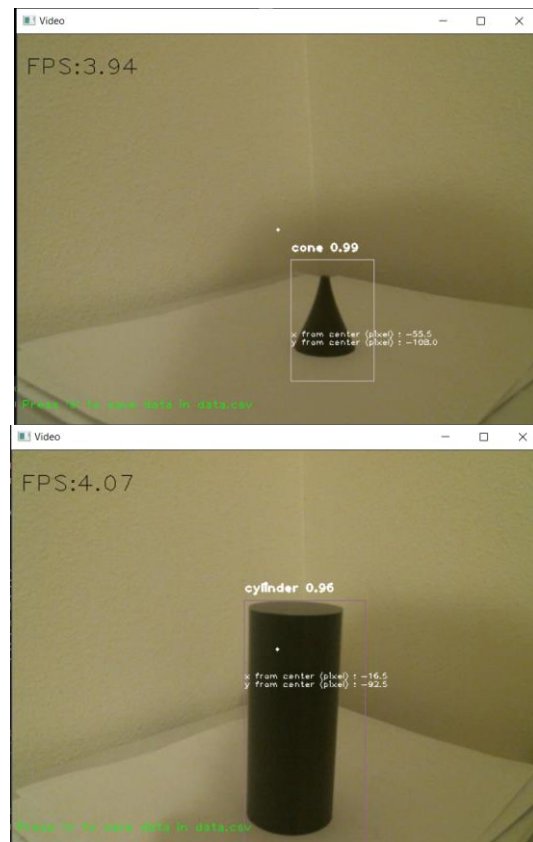 Video
FPS:3.94
cone 0.99
x from center (pixel) : -55.5
y from center (pixel) : -108.0
to save data in data.csv
Video
FPS:4.07
cylinder 0.96
x from center (pixel) : -16.5
y from center (pixel) : -92.5
to save data in data.csv